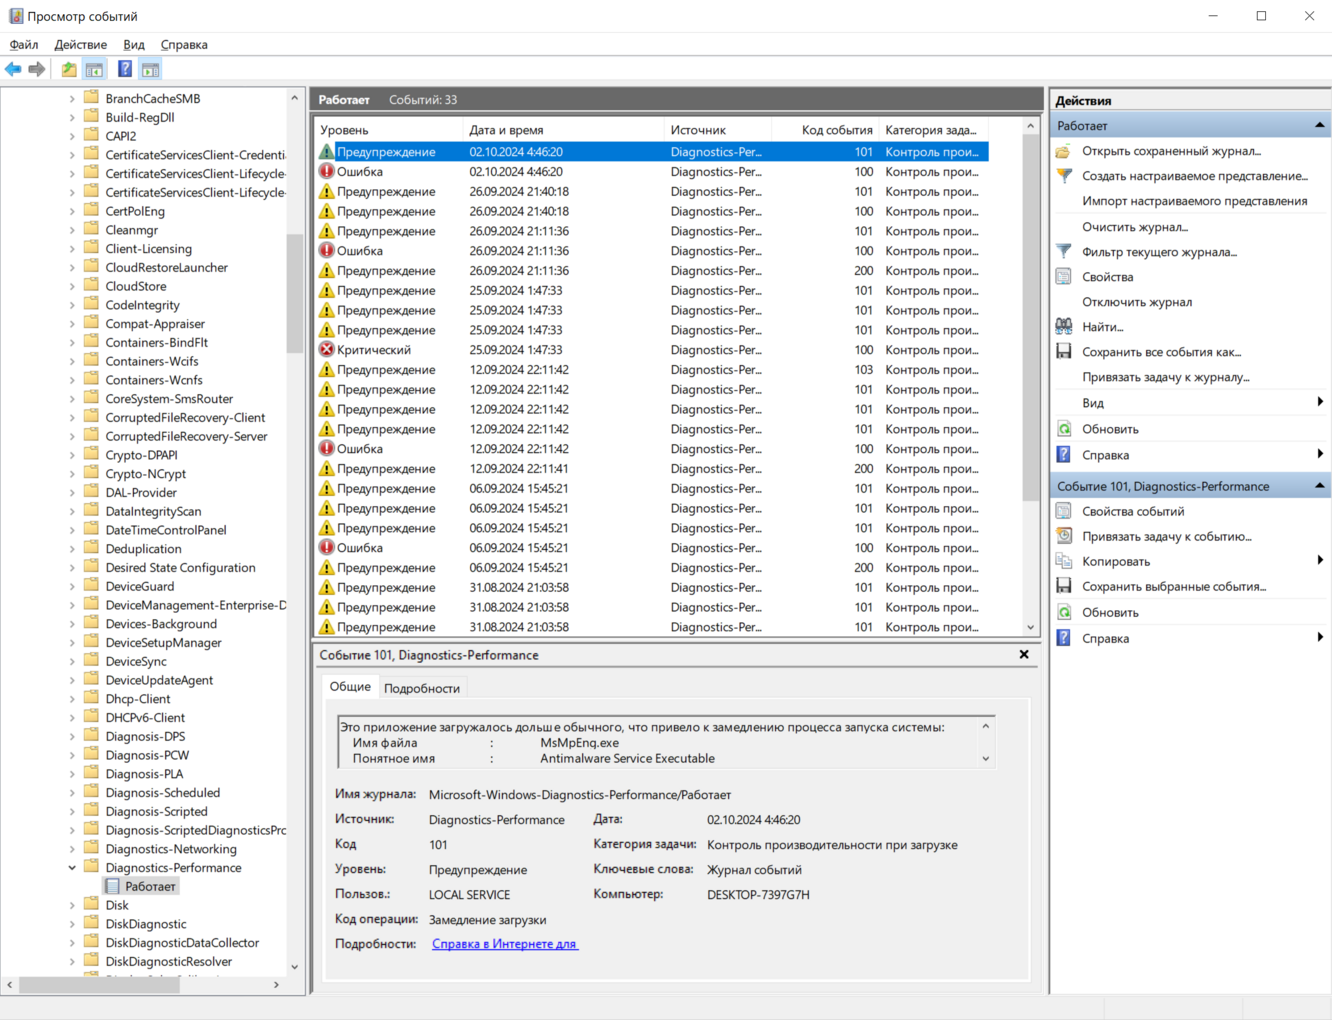 Просмотр событий
Файл Действие Вид Справка
BranchCacheSMB
Build-RegDll
CAPI2
CertificateServicesClient-Credenti
CertificateServicesClient-Lifecycle-
CertificateServicesClient-Lifecycle-
CertPolEng
Cleanmgr
Client-Licensing
CloudRestoreLauncher
CloudStore
CodeIntegrity
Compat-Appraiser
Containers-BindFlt
Containers-Wcifs
Containers-Wcnfs
CoreSystem-SmsRouter
CorruptedFileRecovery-Client
CorruptedFileRecovery-Server
Crypto-DPAPI
Crypto-NCrypt
DAL-Provider
DataIntegrityScan
DateTimeControlPanel
Deduplication
Desired State Configuration
DeviceGuard
DeviceManagement-Enterprise-D
Devices-Background
DeviceSetupManager
DeviceSync
DeviceUpdateAgent
Dhcp-Client
DHCPv6-Client
Diagnosis-DPS
Diagnosis-PCW
Diagnosis-PLA
Diagnosis-Scheduled
Diagnosis-Scripted
Diagnosis-ScriptedDiagnosticsPrc
Diagnostics-Networking
Diagnostics-Performance
Работает
Disk
DiskDiagnostic
DiskDiagnosticDataCollector
DiskDiagnosticResolver
Работает Событий: 33
Уровень Дата и время Источник Код события Категория зада...
Предупреждение 02.10.2024 4:46:20 Diagnostics-Per... 101 Контроль прои...
Ошибка 02.10.2024 4:46:20 Diagnostics-Per... 100 Контроль прои...
Предупреждение 26.09.2024 21:40:18 Diagnostics-Per... 101 Контроль прои...
Предупреждение 26.09.2024 21:40:18 Diagnostics-Per... 100 Контроль прои...
Предупреждение 26.09.2024 21:11:36 Diagnostics-Per... 101 Контроль прои...
Ошибка 26.09.2024 21:11:36 Diagnostics-Per... 100 Контроль прои...
Предупреждение 26.09.2024 21:11:36 Diagnostics-Per... 200 Контроль прои...
Предупреждение 25.09.2024 1:47:33 Diagnostics-Per... 101 Контроль прои...
Предупреждение 25.09.2024 1:47:33 Diagnostics-Per... 101 Контроль прои...
Предупреждение 25.09.2024 1:47:33 Diagnostics-Per... 101 Контроль прои...
Критический 25.09.2024 1:47:33 Diagnostics-Per... 100 Контроль прои...
Предупреждение 12.09.2024 22:11:42 Diagnostics-Per... 103 Контроль прои...
Предупреждение 12.09.2024 22:11:42 Diagnostics-Per... 101 Контроль прои...
Предупреждение 12.09.2024 22:11:42 Diagnostics-Per... 101 Контроль прои...
Предупреждение 12.09.2024 22:11:42 Diagnostics-Per... 101 Контроль прои...
Ошибка 12.09.2024 22:11:42 Diagnostics-Per... 100 Контроль прои...
Предупреждение 12.09.2024 22:11:41 Diagnostics-Per... 200 Контроль прои...
Предупреждение 06.09.2024 15:45:21 Diagnostics-Per... 101 Контроль прои...
Предупреждение 06.09.2024 15:45:21 Diagnostics-Per... 101 Контроль прои...
Предупреждение 06.09.2024 15:45:21 Diagnostics-Per... 101 Контроль прои...
Ошибка 06.09.2024 15:45:21 Diagnostics-Per... 100 Контроль прои...
Предупреждение 06.09.2024 15:45:21 Diagnostics-Per... 200 Контроль прои...
Предупреждение 31.08.2024 21:03:58 Diagnostics-Per... 101 Контроль прои...
Предупреждение 31.08.2024 21:03:58 Diagnostics-Per... 101 Контроль прои...
Предупреждение 31.08.2024 21:03:58 Diagnostics-Per... 101 Контроль прои...
Событие 101, Diagnostics-Performance
Общие Подробности
Это приложение загружалось дольше обычного, что привело к замедлению процесса запуска системы:
Имя файла : MsMpEng.exe
Понятное имя : Antimalware Service Executable
Имя журнала: Microsoft-Windows-Diagnostics-Performance/Работает
Источник: Diagnostics-Performance Дата: 02.10.2024 4:46:20
Код 101 Категория задачи: Контроль производительности при загрузке
Уровень: Предупреждение Ключевые слова: Журнал событий
Пользов.: LOCAL SERVICE Компьютер: DESKTOP-7397G7H
Код операции: Замедление загрузки
Подробности: Справка в Интернете для
Действия
Работает
Открыть сохраненный журнал...
Создать настраиваемое представление...
Импорт настраиваемого представления
Очистить журнал...
Фильтр текущего журнала...
Свойства
Отключить журнал
Найти...
Сохранить все события как...
Привязать задачу к журналу...
Вид
Обновить
Справка
Событие 101, Diagnostics-Performance
Свойства событий
Привязать задачу к событию...
Копировать
Сохранить выбранные события...
Обновить
Справка